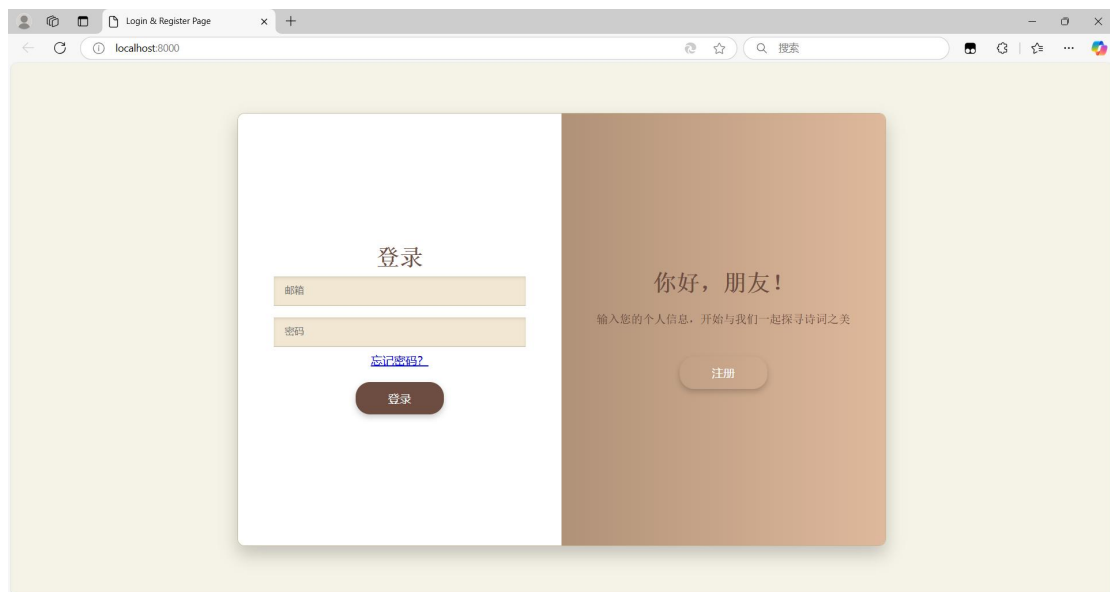 Login & Register Page
localhost:8000
搜索
登录
邮箱
密码
忘记密码？
登录
你好，朋友！
输入您的个人信息，开始与我们一起探寻诗词之美
注册